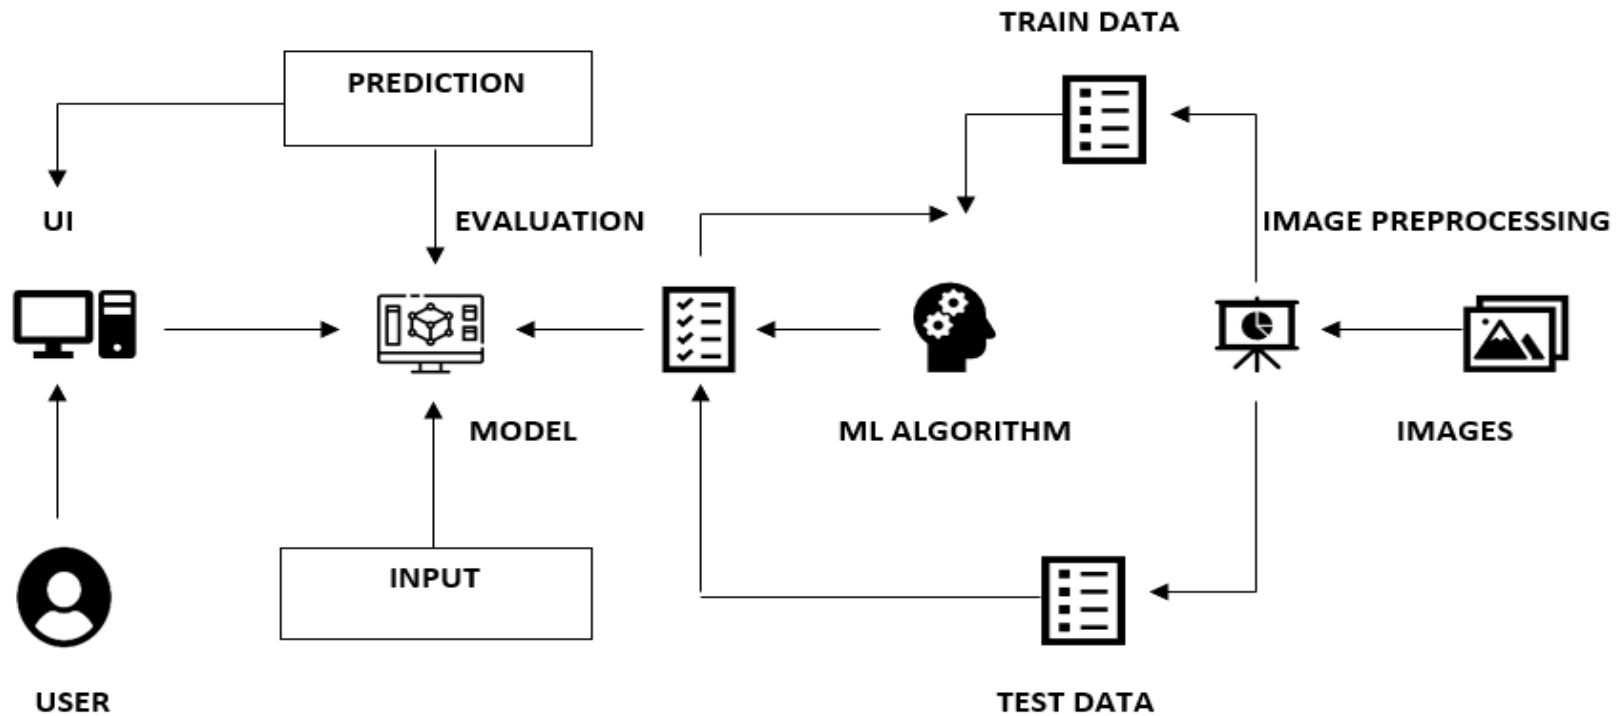 TRAIN DATA
PREDICTION
UI
EVALUATION
IMAGE PREPROCESSING
MODEL
ML ALGORITHM
IMAGES
INPUT
USER
TEST DATA